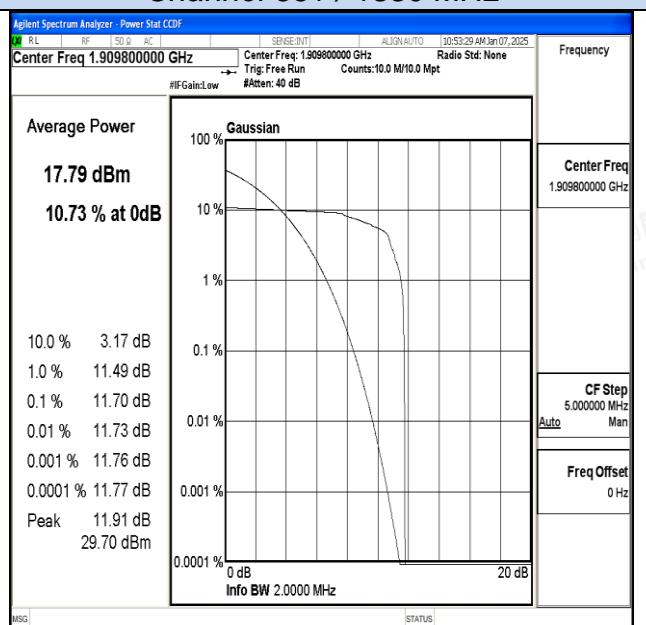 Agilent Spectrum Analyzer - Power Stat CCDF
RL RF 50 Ω AC SENSE:INT ALIGN AUTO 10:53:29 AM Jan 07, 2025
Center Freq 1.909800000 GHz
Center Freq: 1.909800000 GHz Radio Std: None
Trig: Free Run Counts:10.0 M/10.0 Mpt
#IFGain:Low #Atten: 40 dB
Frequency
Average Power
17.79 dBm
10.73 % at 0dB
10.0 % 3.17 dB
1.0 % 11.49 dB
0.1 % 11.70 dB
0.01 % 11.73 dB
0.001 % 11.76 dB
0.0001 % 11.77 dB
Peak 11.91 dB
29.70 dBm
Gaussian
100 %
10 %
1 %
0.1 %
0.01 %
0.001 %
0.0001 %
0 dB 20 dB
Info BW 2.0000 MHz
Center Freq
1.909800000 GHz
CF Step
5.000000 MHz
Auto Man
Freq Offset
0 Hz
MSG STATUS